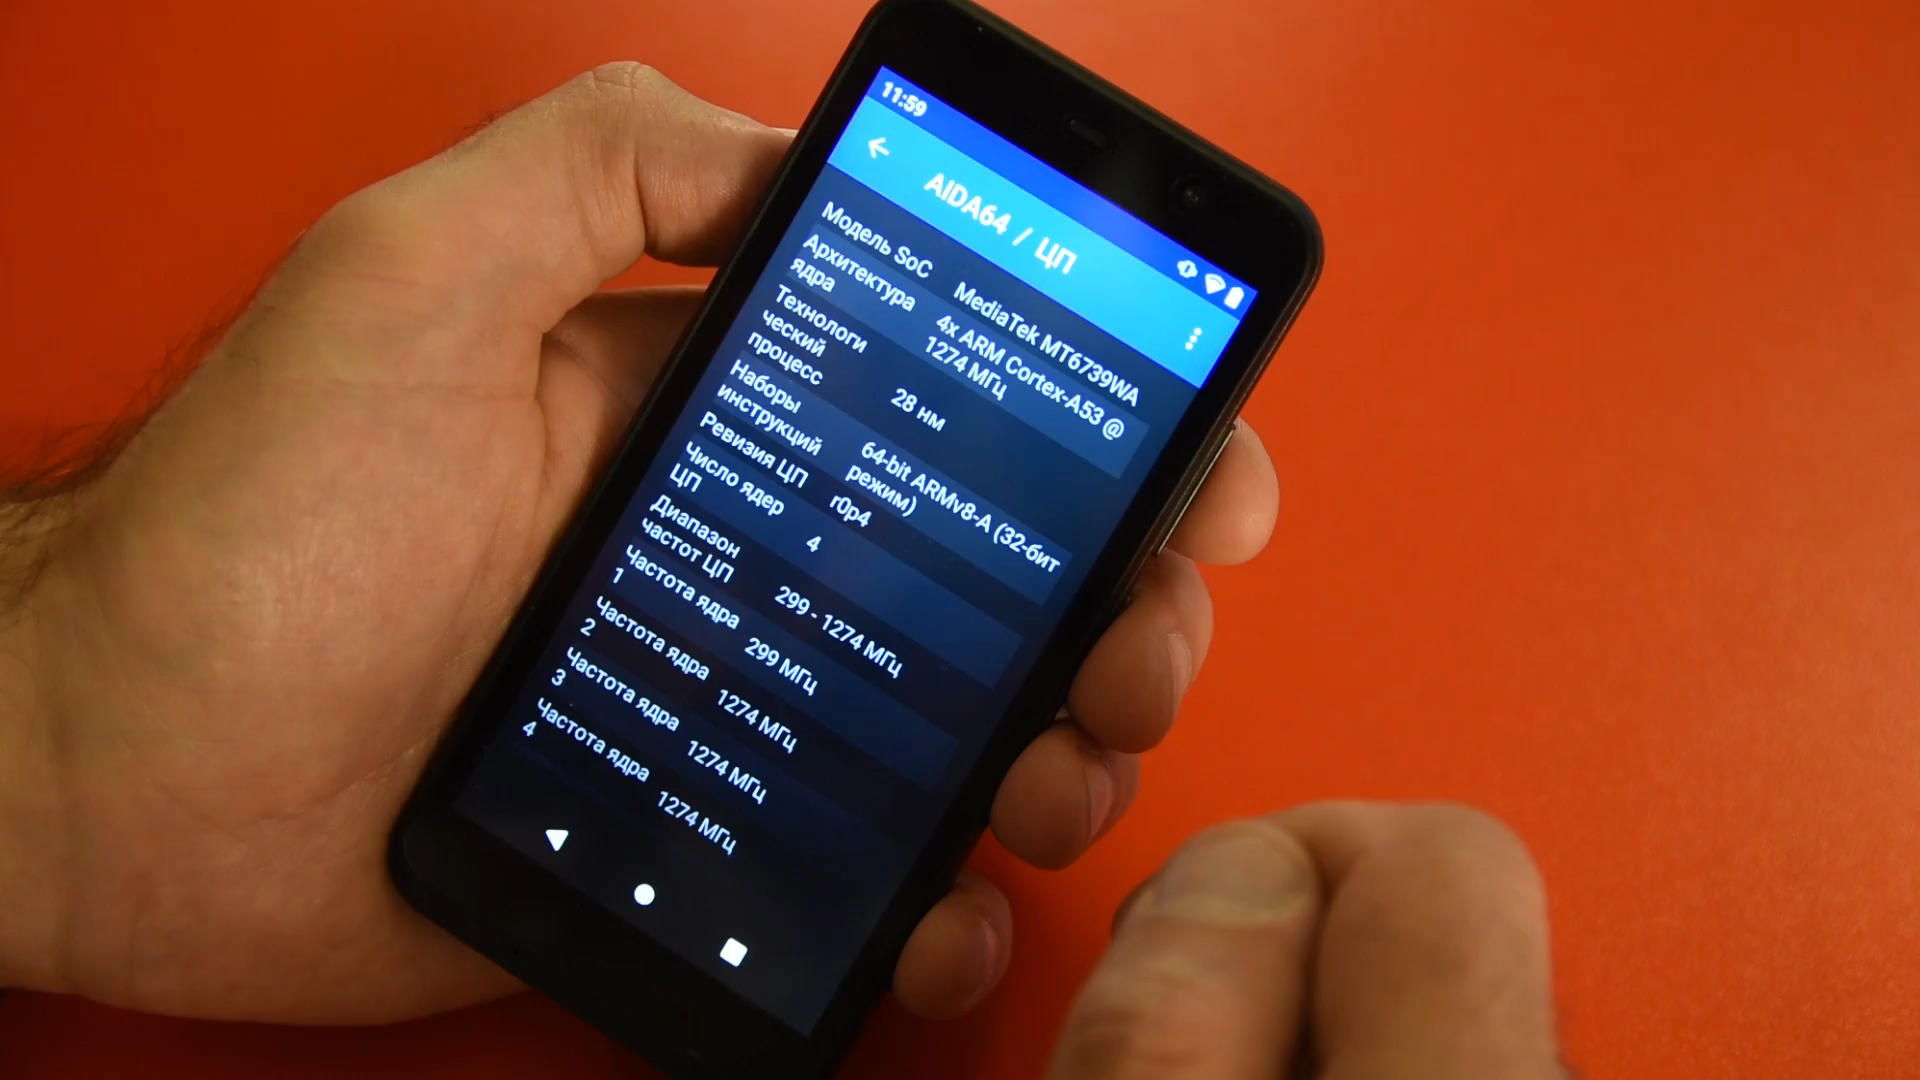 11:59
AIDA64 / ЦП
Модель SoC MediaTek MT6739WA
Архитектура 4x ARM Cortex-A53 @
ядра 1274 МГц
Технологи
ческий 28 нм
процесс
Наборы 64-bit ARMv8-A (32-бит
инструкций режим)
Ревизия ЦП r0p4
Число ядер 4
ЦП
Диапазон 299 - 1274 МГц
частот ЦП
Частота ядра 299 МГц
1
Частота ядра 1274 МГц
2
Частота ядра 1274 МГц
3
Частота ядра 1274 МГц
4